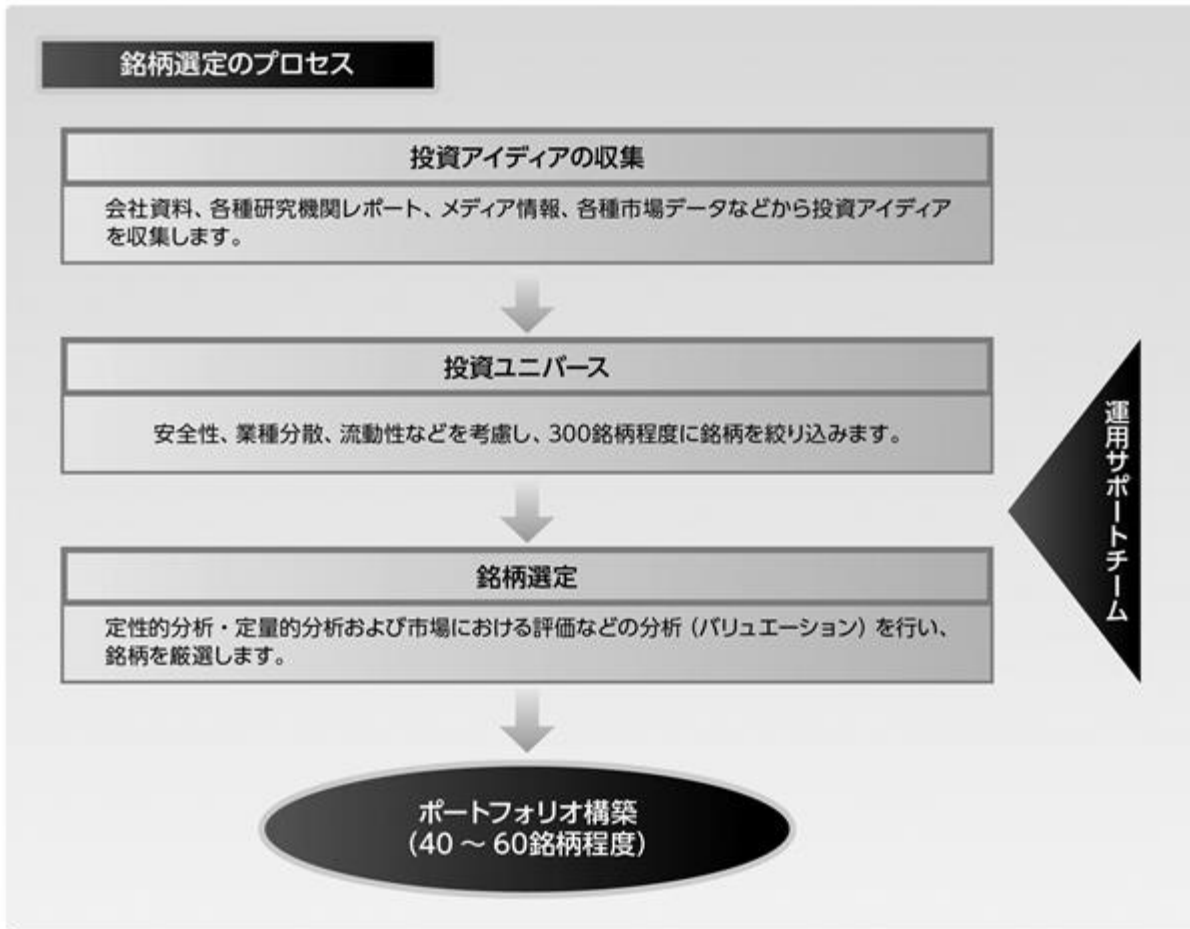 銘柄選定のプロセス
投資アイディアの収集
会社資料、各種研究機関レポート、メディア情報、各種市場データなどから投資アイディア
を収集します。
投資ユニバース
安全性、業種分散、流動性などを考慮し、300銘柄程度に銘柄を絞り込みます。
銘柄選定
定性的分析・定量的分析および市場における評価などの分析（バリュエーション）を行い、
銘柄を厳選します。
運用サポートチーム
ポートフォリオ構築
（40 ～ 60銘柄程度）